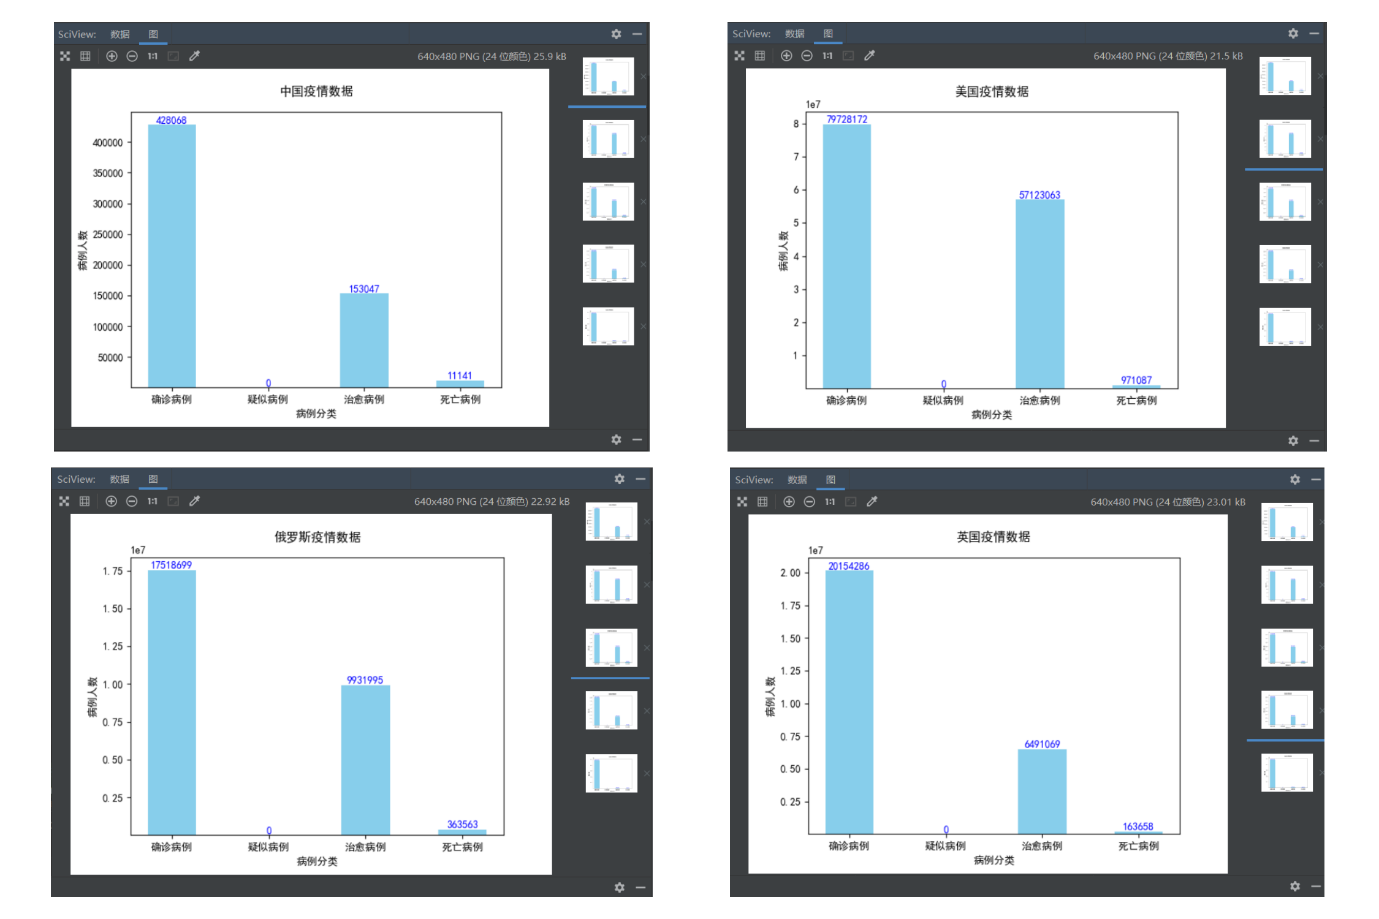 SciView: 数据 图
640x480 PNG (24 位颜色) 25.9 kB
1:1
中国疫情数据
428068
400000
350000
300000
250000
200000
150000
100000
50000
病例人数
153047
0
11141
确诊病例 疑似病例 治愈病例 死亡病例
病例分类
SciView: 数据 图
1:1
640x480 PNG (24 位颜色) 21.5 kB
美国疫情数据
1e7
79728172
8
7
6
5
4
3
2
1
病例人数
57123063
0
971087
确诊病例 疑似病例 治愈病例 死亡病例
病例分类
SciView: 数据 图
1:1
640x480 PNG (24 位颜色) 22.92 kB
俄罗斯疫情数据
1e7
17518699
1.75
1.50
1.25
1.00
0.75
0.50
0.25
病例人数
9931995
0
363563
确诊病例 疑似病例 治愈病例 死亡病例
病例分类
SciView: 数据 图
1:1
640x480 PNG (24 位颜色) 23.01 kB
英国疫情数据
1e7
20154286
2.00
1.75
1.50
1.25
1.00
0.75
0.50
0.25
病例人数
6491069
0
163658
确诊病例 疑似病例 治愈病例 死亡病例
病例分类